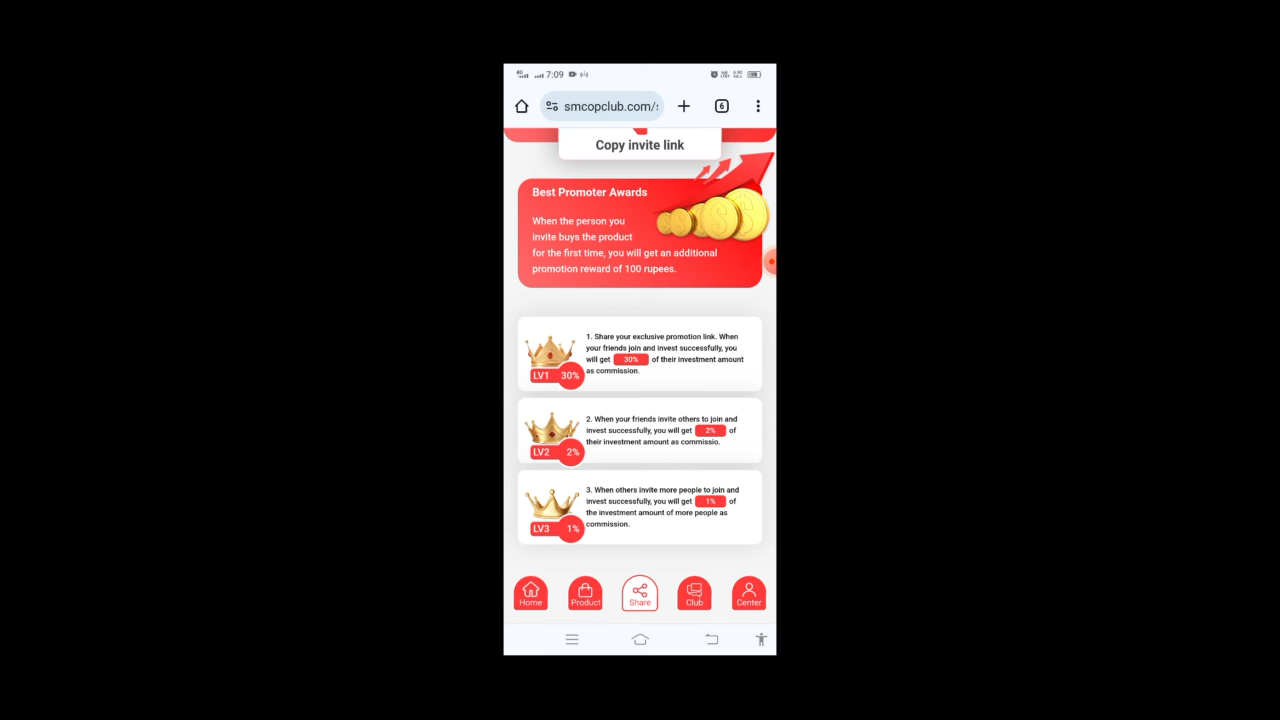 7:09
smcopclub.com/s
6
Copy invite link
Best Promoter Awards
When the person you
invite buys the product
for the first time, you will get an additional
promotion reward of 100 rupees.
1. Share your exclusive promotion link. When
your friends join and invest successfully, you
will get 30% of their investment amount
as commission.
LV1 30%
2. When your friends invite others to join and
invest successfully, you will get 2% of
their investment amount as commissio.
LV2 2%
3. When others invite more people to join and
invest successfully, you will get 1% of
the investment amount of more people as
commission.
LV3 1%
Home Product Share Club Center